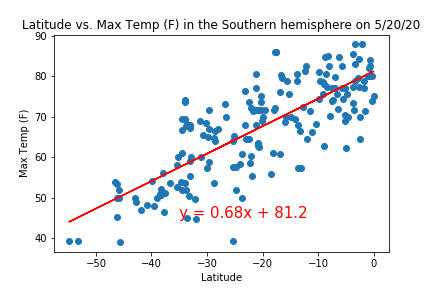 Latitude vs. Max Temp (F) in the Southern hemisphere on 5/20/20
90
80
70
60
50
40
Max Temp (F)
y = 0.68x + 81.2
−50 −40 −30 −20 −10 0
Latitude